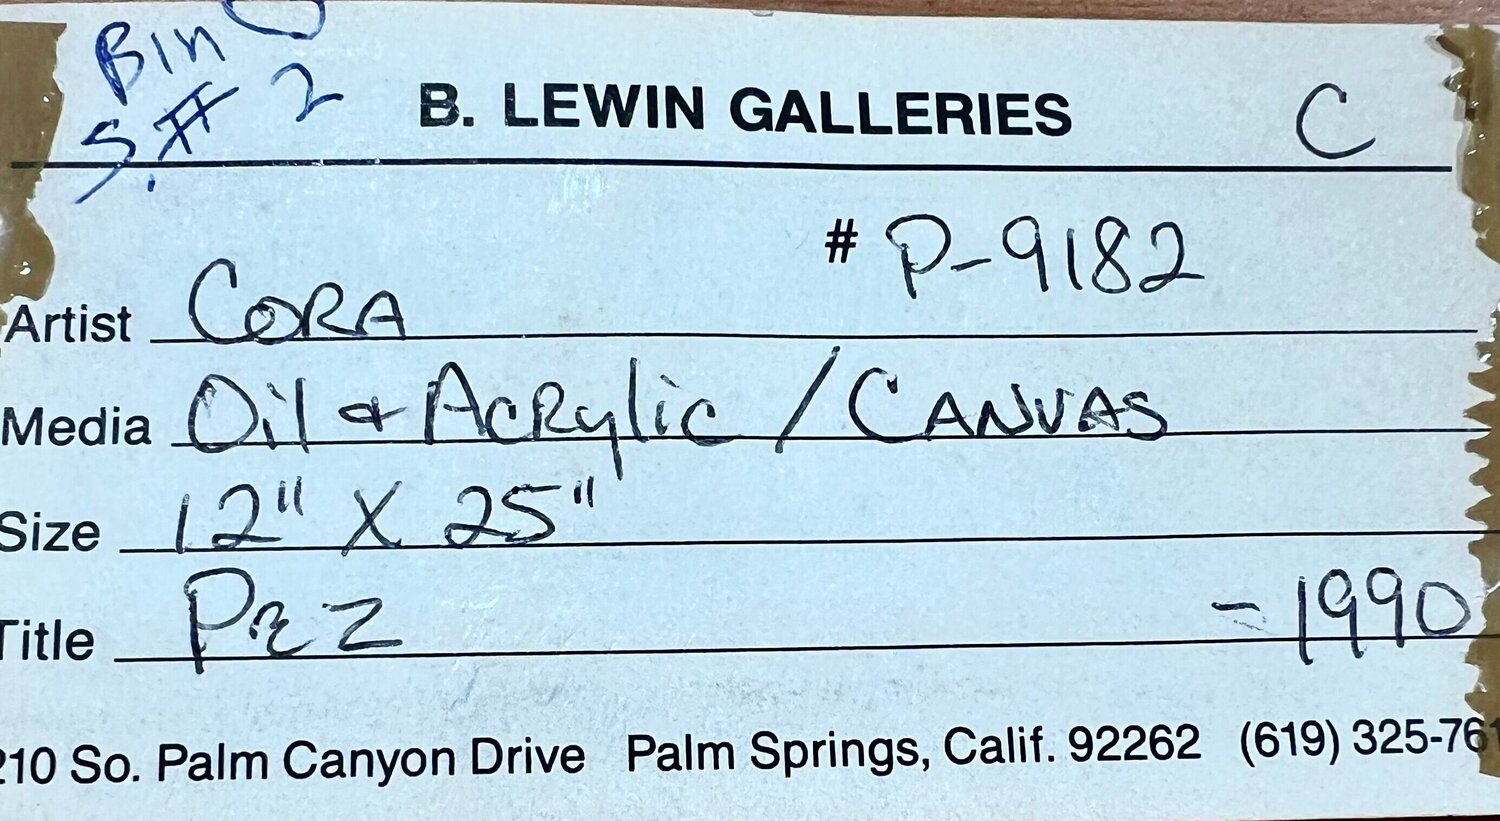 Bin
S.# 2
B. LEWIN GALLERIES C
# P-9182
Artist CORA
Media Oil & Acrylic / CANVAS
Size 12" X 25"
Title Pez - 1990
210 So. Palm Canyon Drive Palm Springs, Calif. 92262 (619) 325-761